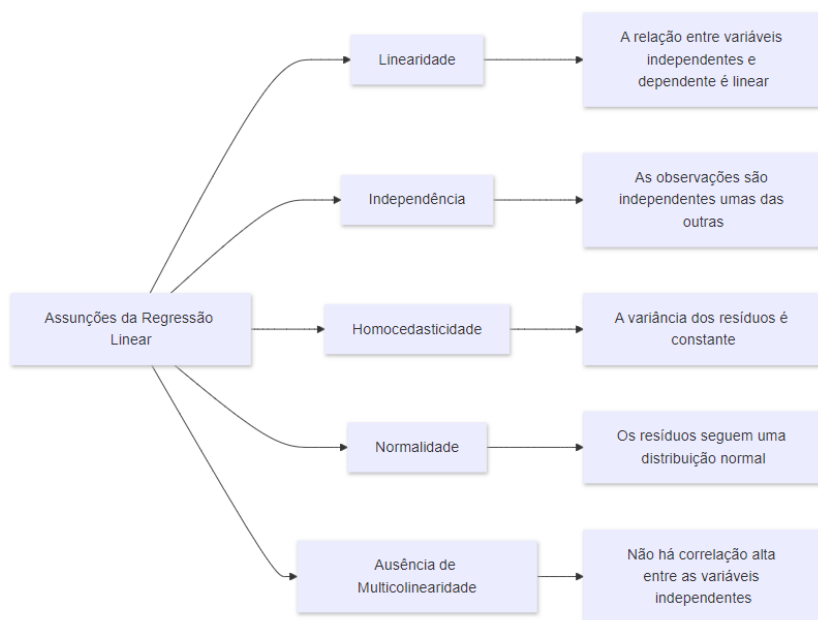 Linearidade
A relação entre variáveis
independentes e
dependente é linear
Independência
As observações são
independentes umas das
outras
Assunções da Regressão
Linear
Homocedasticidade
A variância dos resíduos é
constante
Normalidade
Os resíduos seguem uma
distribuição normal
Ausência de
Multicolinearidade
Não há correlação alta
entre as variáveis
independentes